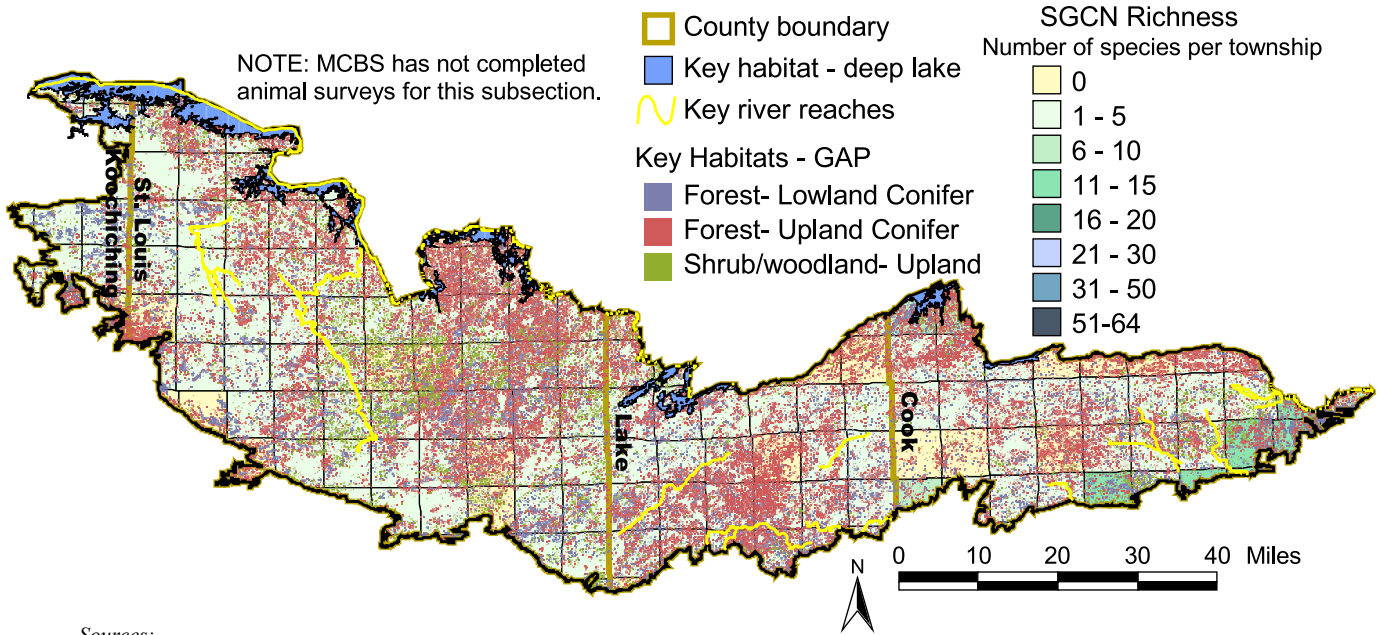 NOTE: MCBS has not completed
animal surveys for this subsection.
County boundary
Key habitat - deep lake
Key river reaches
Key Habitats - GAP
Forest- Lowland Conifer
Forest- Upland Conifer
Shrub/woodland- Upland
SGCN Richness
Number of species per township
0
1 - 5
6 - 10
11 - 15
16 - 20
21 - 30
31 - 50
51-64
Koochiching
St. Louis
Lake
Cook
0 10 20 30 40 Miles
N
Sources: